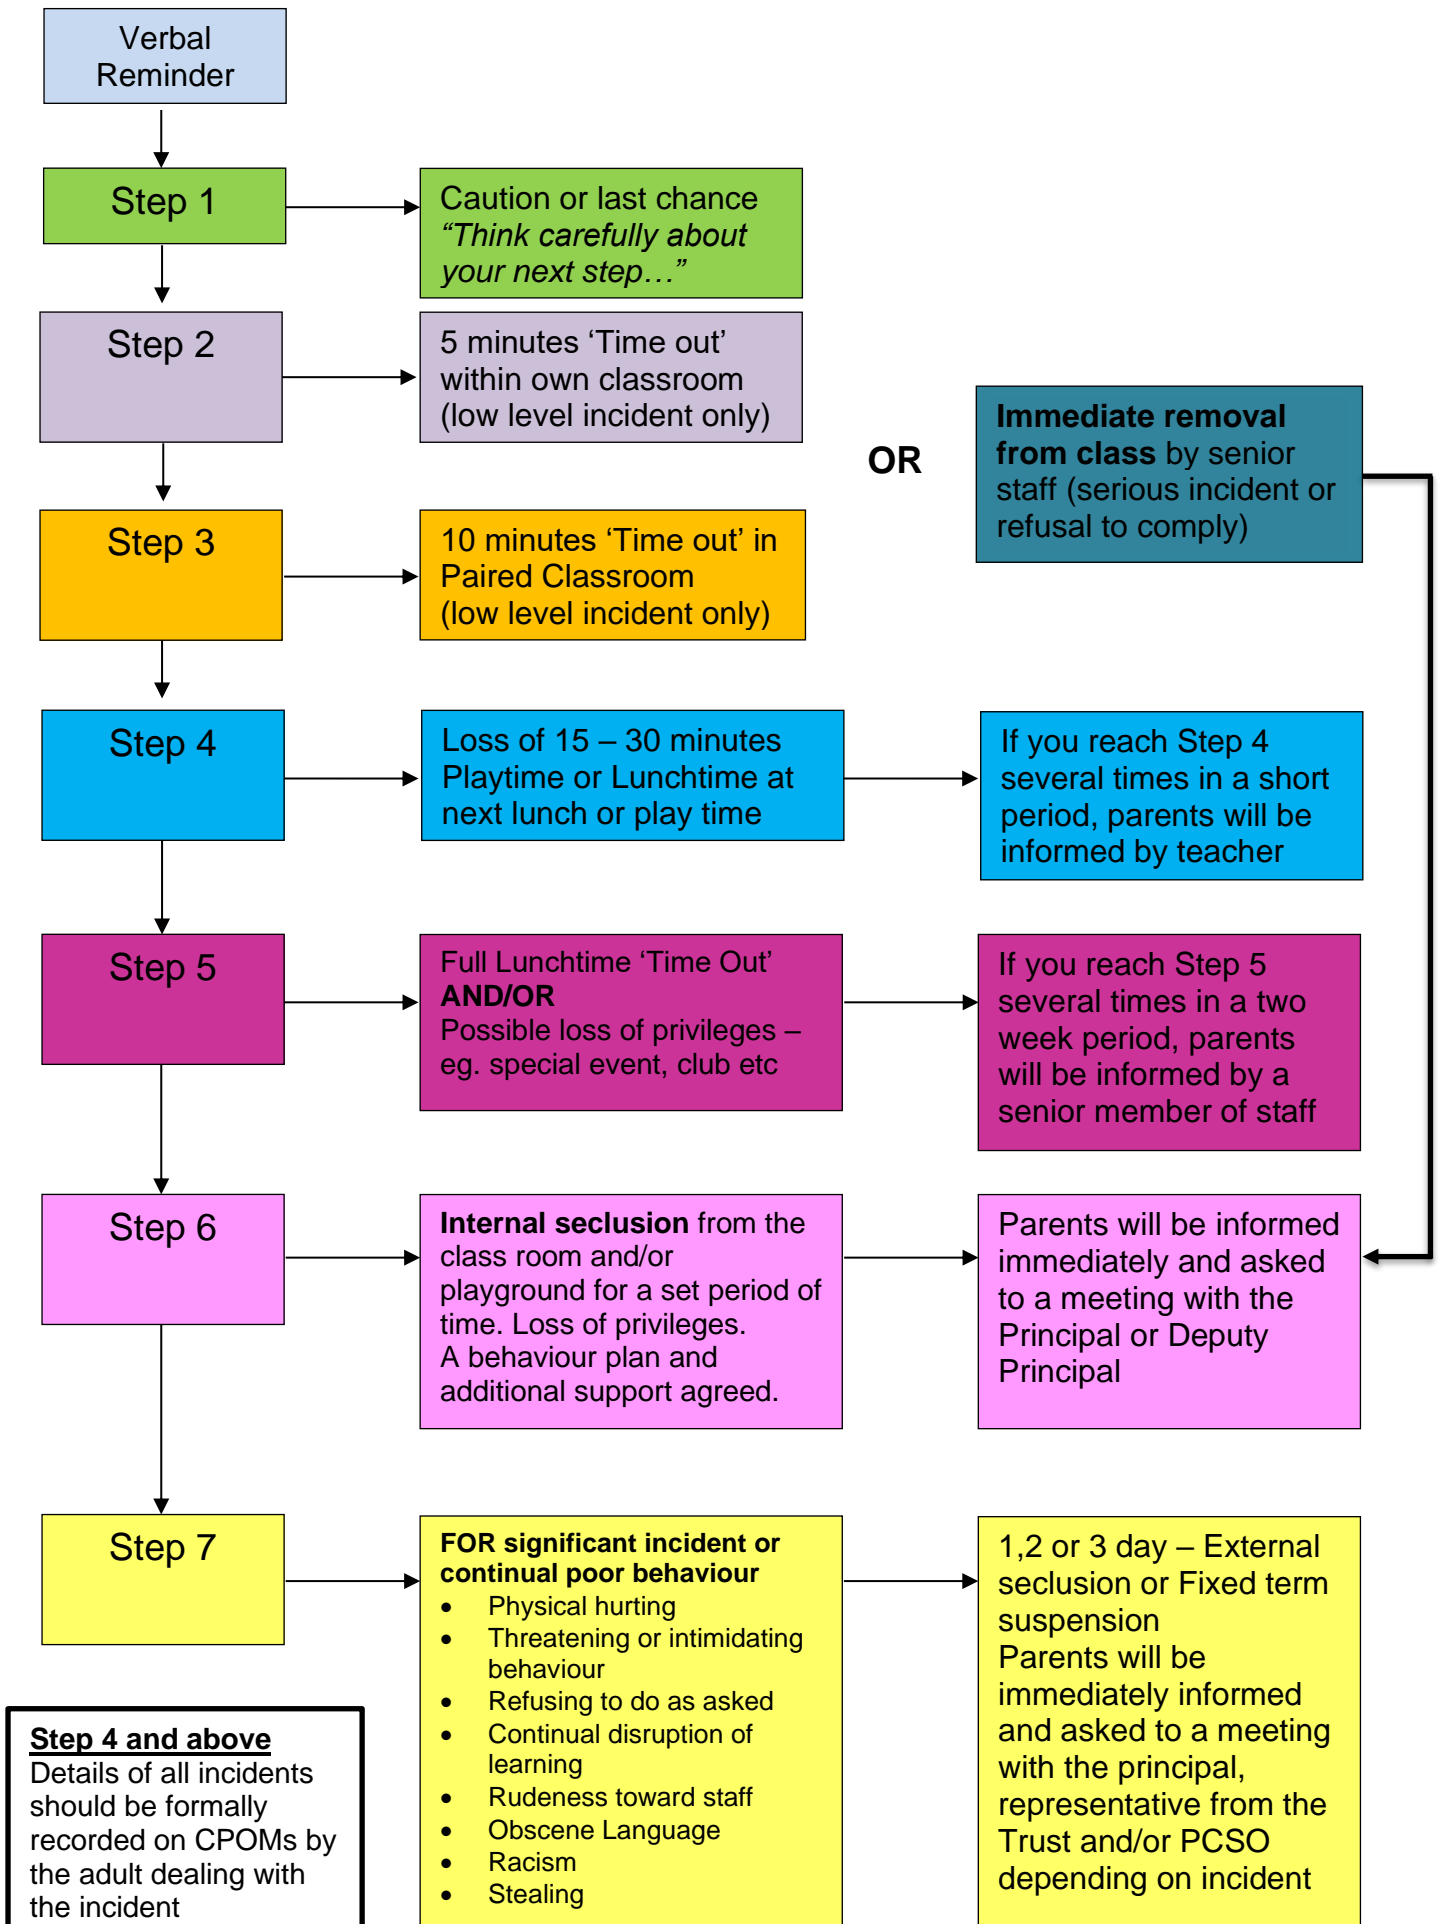 Verbal
Reminder
Step 1
Caution or last chance
“Think carefully about
your next step…”
Step 2
5 minutes ‘Time out’
within own classroom
(low level incident only)
OR
Immediate removal
from class by senior
staff (serious incident or
refusal to comply)
Step 3
10 minutes ‘Time out’ in
Paired Classroom
(low level incident only)
Step 4
Loss of 15 – 30 minutes
Playtime or Lunchtime at
next lunch or play time
If you reach Step 4
several times in a short
period, parents will be
informed by teacher
Step 5
Full Lunchtime ‘Time Out’
AND/OR
Possible loss of privileges –
eg. special event, club etc
If you reach Step 5
several times in a two
week period, parents
will be informed by a
senior member of staff
Step 6
Internal seclusion from the
class room and/or
playground for a set period of
time. Loss of privileges.
A behaviour plan and
additional support agreed.
Parents will be informed
immediately and asked
to a meeting with the
Principal or Deputy
Principal
Step 7
FOR significant incident or
continual poor behaviour
• Physical hurting
• Threatening or intimidating
behaviour
• Refusing to do as asked
• Continual disruption of
learning
• Rudeness toward staff
• Obscene Language
• Racism
• Stealing
1,2 or 3 day – External
seclusion or Fixed term
suspension
Parents will be
immediately informed
and asked to a meeting
with the principal,
representative from the
Trust and/or PCSO
depending on incident
Step 4 and above
Details of all incidents
should be formally
recorded on CPOMs by
the adult dealing with
the incident